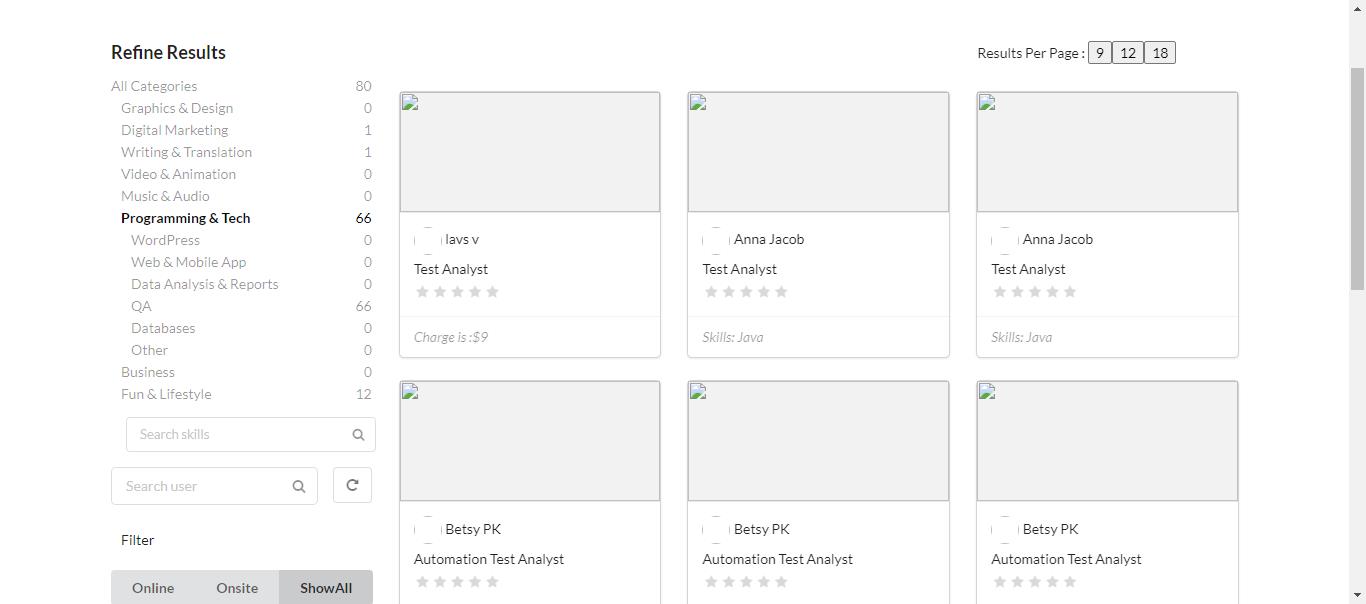 Refine Results
Results Per Page : 9 12 18
All Categories 80
Graphics & Design 0
Digital Marketing 1
Writing & Translation 1
Video & Animation 0
Music & Audio 0
Programming & Tech 66
WordPress 0
Web & Mobile App 0
Data Analysis & Reports 0
QA 66
Databases 0
Other 0
Business 0
Fun & Lifestyle 12
Search skills
Search user
Filter
Online Onsite ShowAll
lavs v
Test Analyst
Charge is :$9
Anna Jacob
Test Analyst
Skills: Java
Anna Jacob
Test Analyst
Skills: Java
Betsy PK
Automation Test Analyst
Betsy PK
Automation Test Analyst
Betsy PK
Automation Test Analyst